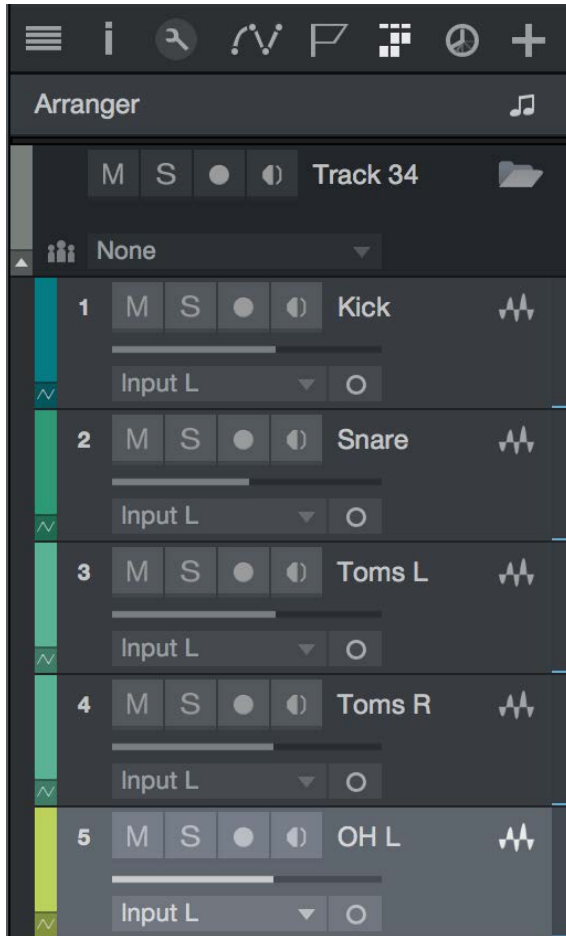 Arranger
M S Track 34
None
1 M S Kick
Input L
2 M S Snare
Input L
3 M S Toms L
Input L
4 M S Toms R
Input L
5 M S OH L
Input L